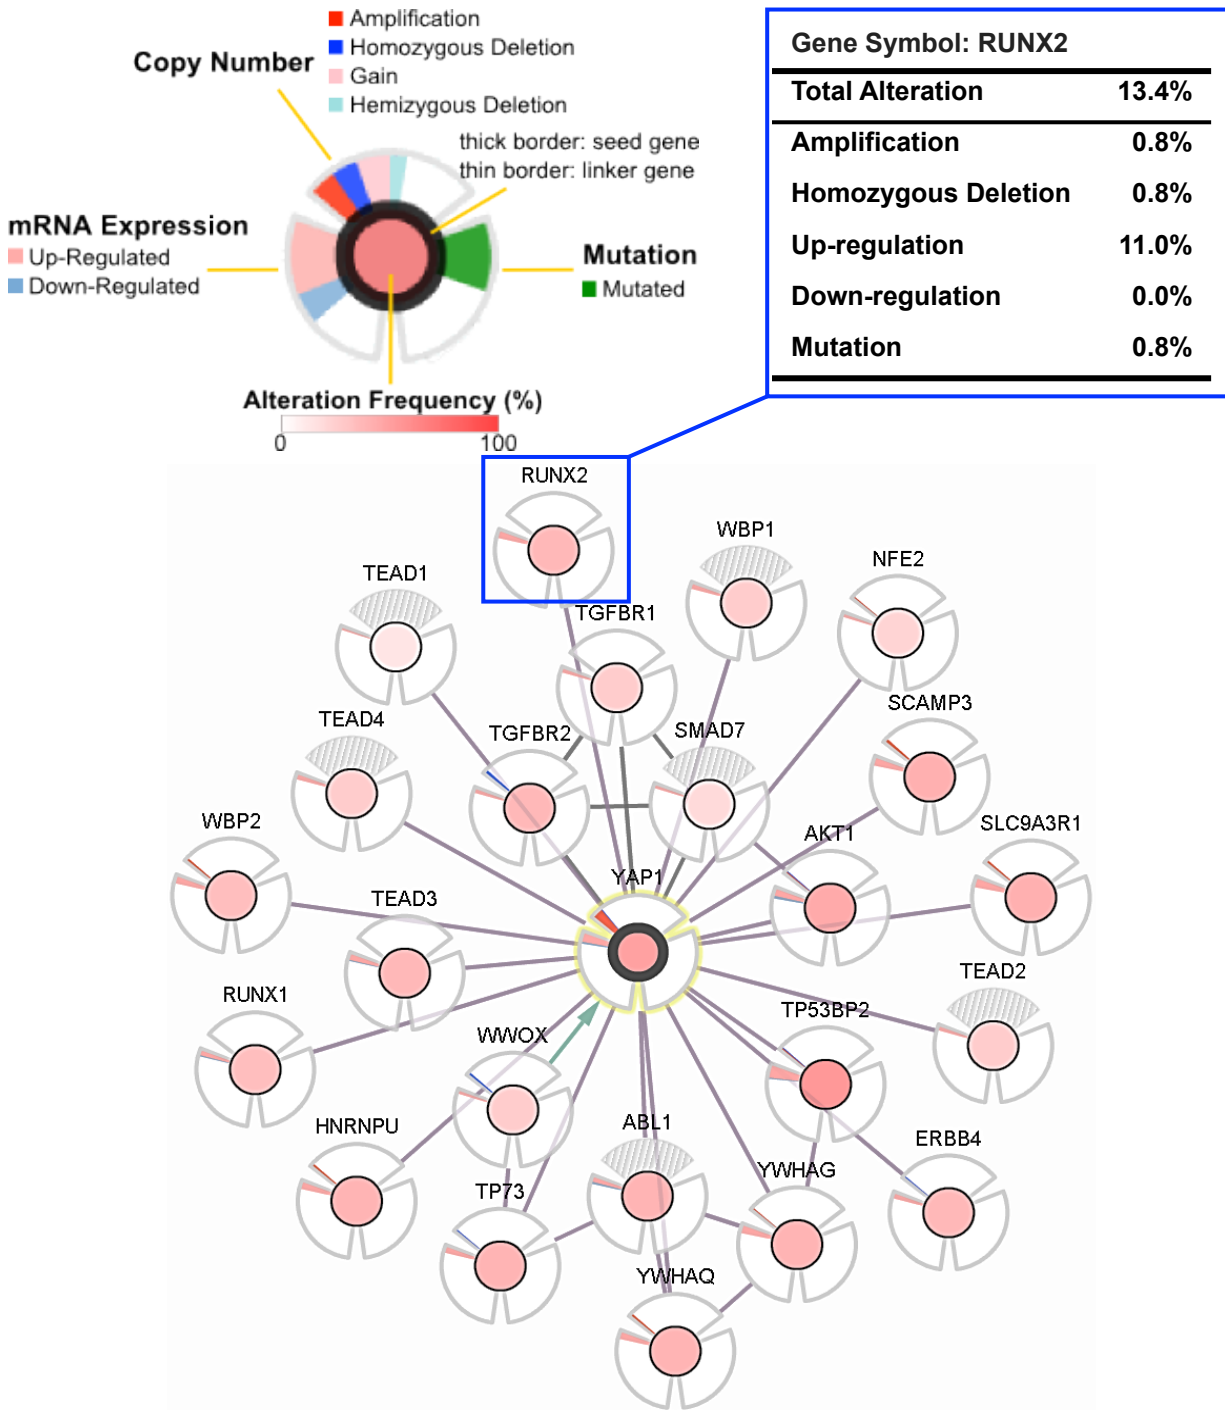 Amplification
Homozygous Deletion
Gain
Hemizygous Deletion
Copy Number
thick border: seed gene
thin border: linker gene
mRNA Expression
Up-Regulated
Down-Regulated
Mutation
Mutated
Alteration Frequency (%)
0 100
Gene Symbol: RUNX2
Total Alteration 13.4%
Amplification 0.8%
Homozygous Deletion 0.8%
Up-regulation 11.0%
Down-regulation 0.0%
Mutation 0.8%
RUNX2
WBP1
NFE2
TEAD1
TGFBR1
SCAMP3
TEAD4
TGFBR2
SMAD7
WBP2
AKT1
SLC9A3R1
YAP1
TEAD3
TEAD2
RUNX1
TP53BP2
WWOX
HNRNPU
ABL1
ERBB4
YWHAG
TP73
YWHAQ